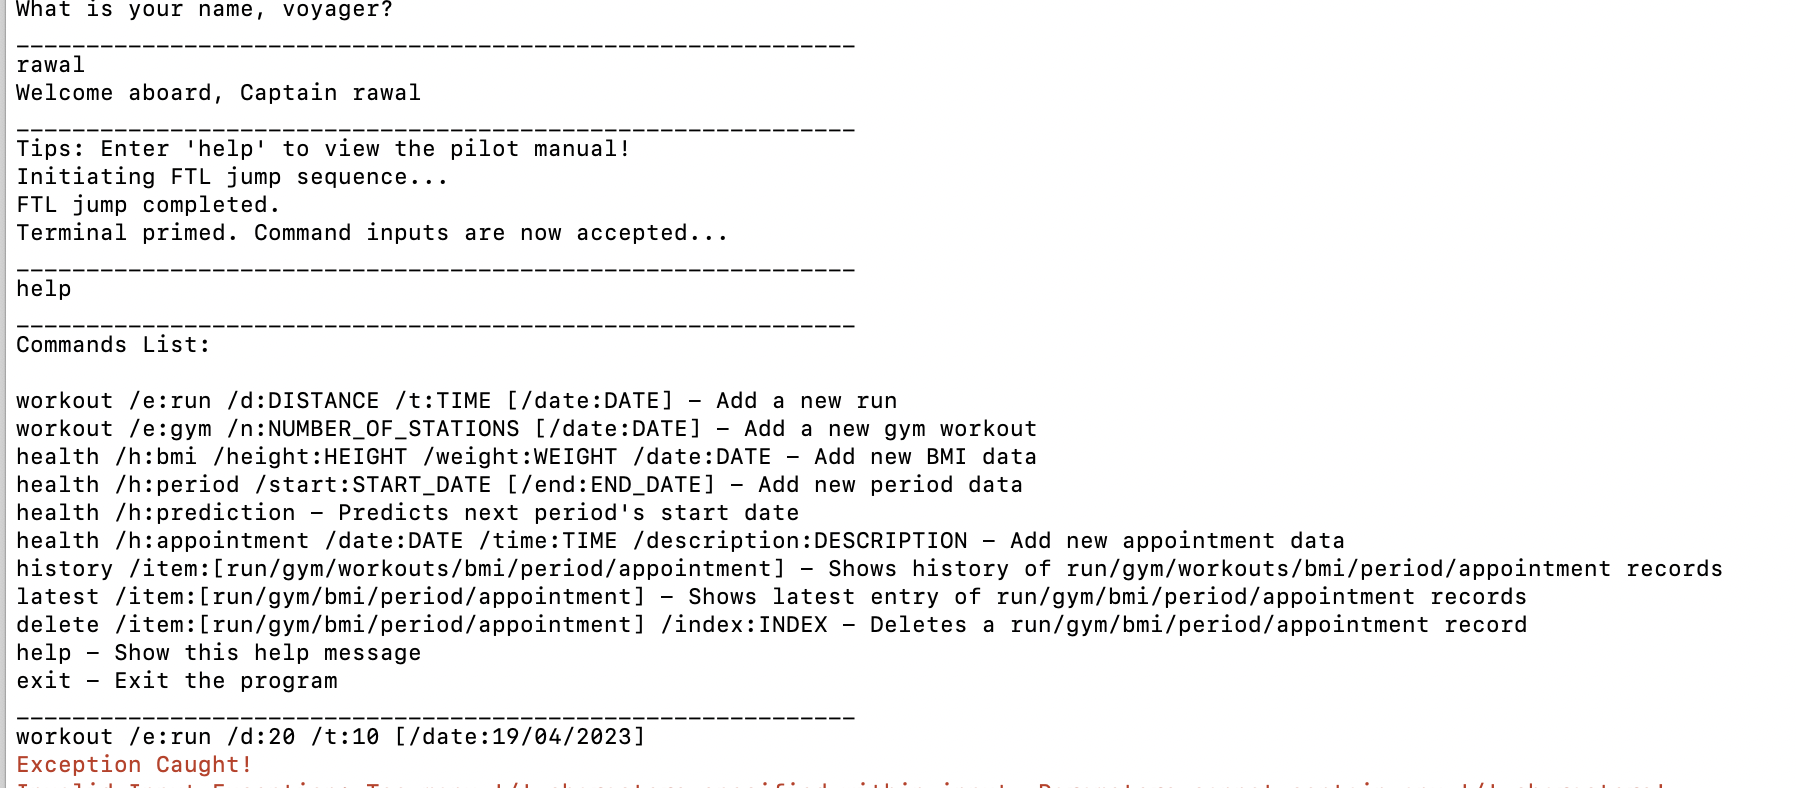 What is your name, voyager?
____________________________________________________________
rawal
Welcome aboard, Captain rawal
____________________________________________________________
Tips: Enter 'help' to view the pilot manual!
Initiating FTL jump sequence...
FTL jump completed.
Terminal primed. Command inputs are now accepted...
____________________________________________________________
help
____________________________________________________________
Commands List:

workout /e:run /d:DISTANCE /t:TIME [/date:DATE] – Add a new run
workout /e:gym /n:NUMBER_OF_STATIONS [/date:DATE] – Add a new gym workout
health /h:bmi /height:HEIGHT /weight:WEIGHT /date:DATE – Add new BMI data
health /h:period /start:START_DATE [/end:END_DATE] – Add new period data
health /h:prediction – Predicts next period's start date
health /h:appointment /date:DATE /time:TIME /description:DESCRIPTION – Add new appointment data
history /item:[run/gym/workouts/bmi/period/appointment] – Shows history of run/gym/workouts/bmi/period/appointment records
latest /item:[run/gym/bmi/period/appointment] – Shows latest entry of run/gym/bmi/period/appointment records
delete /item:[run/gym/bmi/period/appointment] /index:INDEX – Deletes a run/gym/bmi/period/appointment record
help – Show this help message
exit – Exit the program
____________________________________________________________
workout /e:run /d:20 /t:10 [/date:19/04/2023]
Exception Caught!